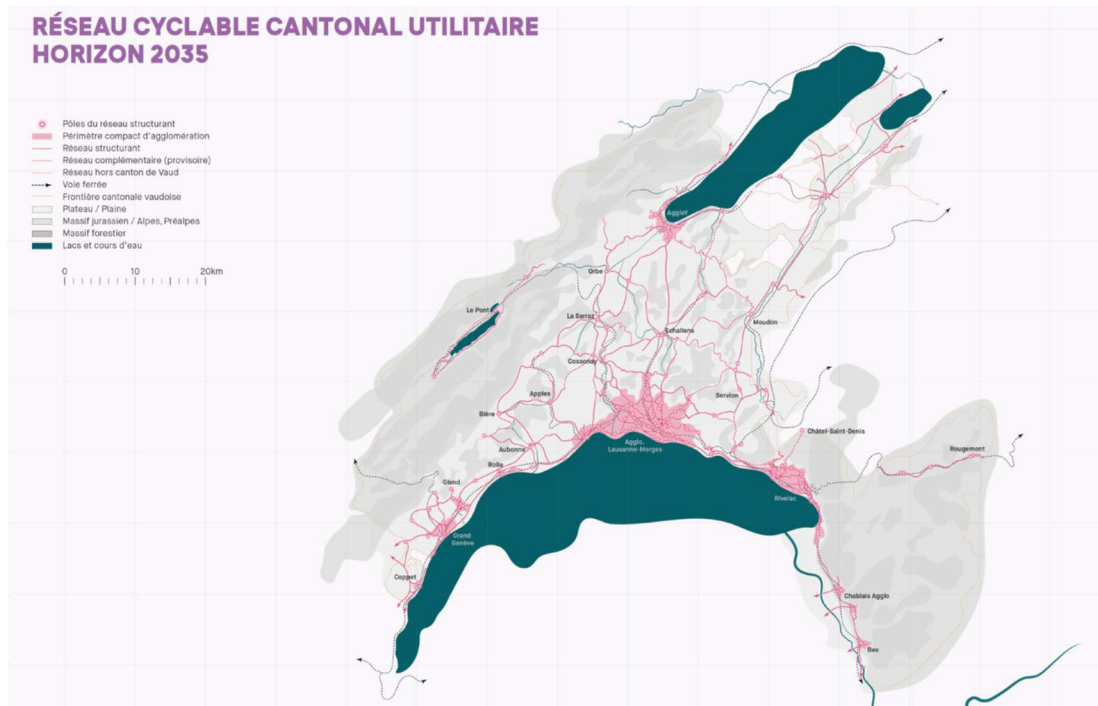 RÉSEAU CYCLABLE CANTONAL UTILITAIRE
HORIZON 2035
Pôles du réseau structurant
Périmètre compact d'agglomération
Réseau structurant
Réseau complémentaire (provisoire)
Réseau hors canton de Vaud
Voie ferrée
Frontière cantonale vaudoise
Plateau / Plaine
Massif jurassien / Alpes, Préalpes
Massif forestier
Lacs et cours d'eau
0 10 20km
AggloY
Orbe
Le Pont
La Sarraz
Echallens
Moudon
Cossonay
Apples
Servion
Bière
Châtel-Saint-Denis
Agglo.
Lausanne-Morges
Aubonne
Rougemont
Rolle
Gland
Rivelac
Grand
Genève
Coppet
Chablais Agglo
Bex